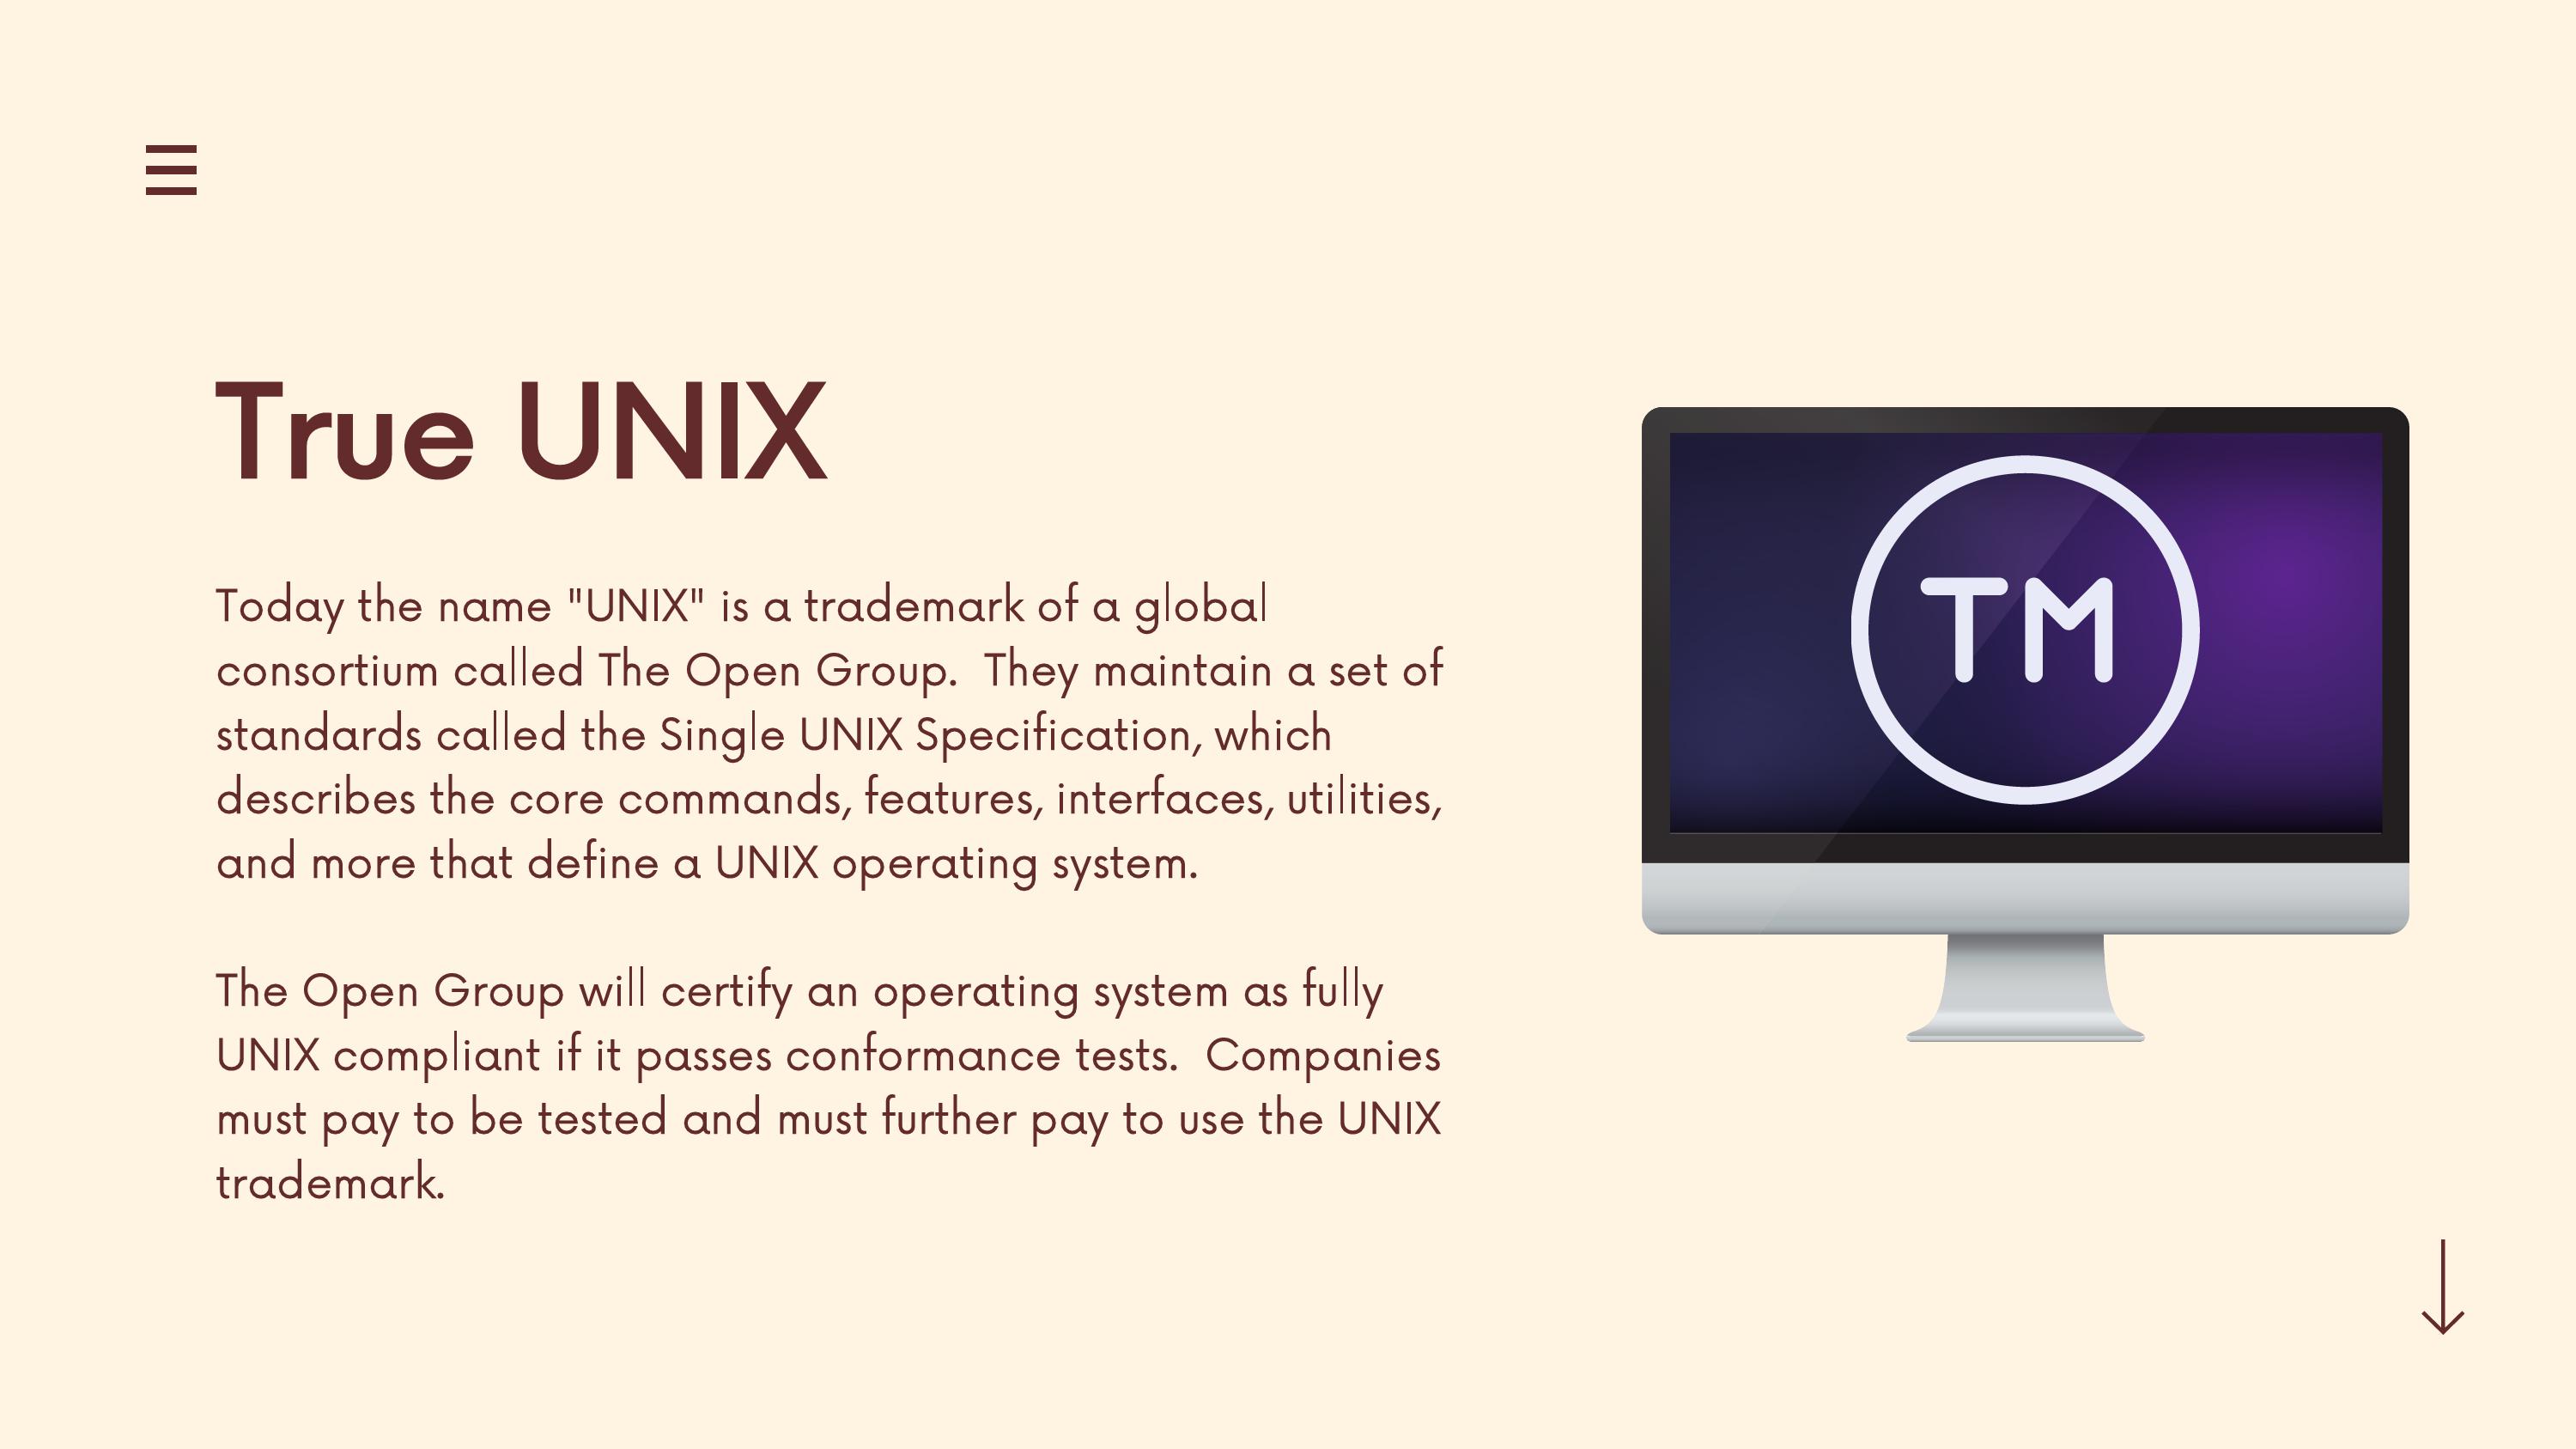 True UNIX
Today the name "UNIX" is a trademark of a global
consortium called The Open Group.  They maintain a set of
standards called the Single UNIX Specification, which
describes the core commands, features, interfaces, utilities,
and more that define a UNIX operating system.
The Open Group will certify an operating system as fully
UNIX compliant if it passes conformance tests.  Companies
must pay to be tested and must further pay to use the UNIX
trademark.
TM